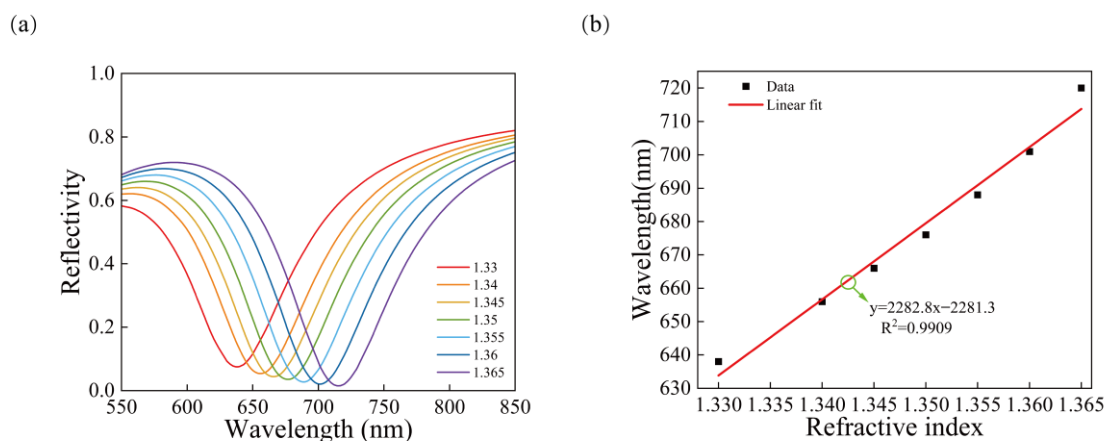 (a)
(b)
1.0
0.8
0.6
0.4
0.2
0.0
Reflectivity
550 600 650 700 750 800 850
Wavelength (nm)
1.33
1.34
1.345
1.35
1.355
1.36
1.365
720
710
700
690
680
670
660
650
640
630
Wavelength(nm)
Data
Linear fit
y=2282.8x−2281.3
R²=0.9909
1.330 1.335 1.340 1.345 1.350 1.355 1.360 1.365
Refractive index